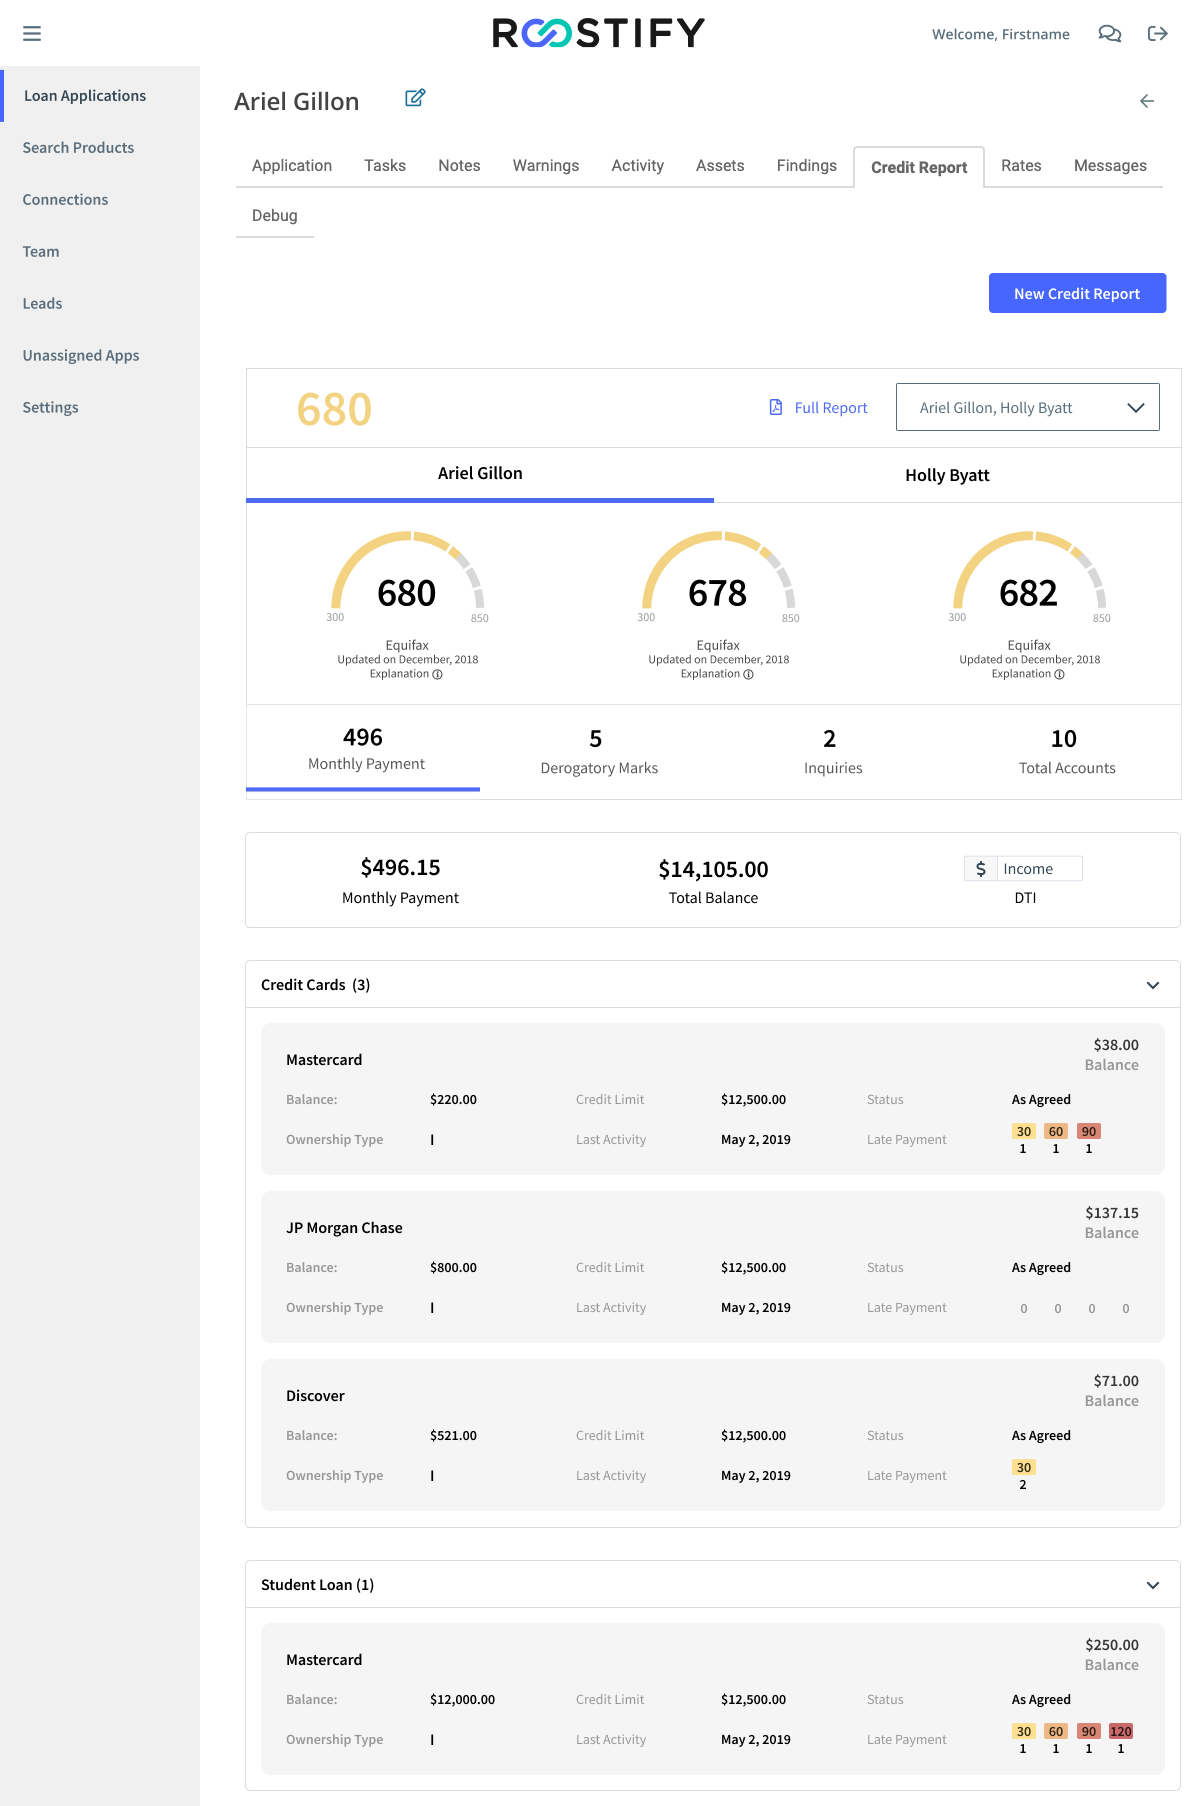 ROOSTIFY
Welcome, Firstname
Loan Applications
Search Products
Connections
Team
Leads
Unassigned Apps
Settings
Ariel Gillon
Application Tasks Notes Warnings Activity Assets Findings Credit Report Rates Messages
Debug
New Credit Report
680 Full Report Ariel Gillon, Holly Byatt
Ariel Gillon Holly Byatt
680 678 682
300 850 300 850 300 850
Equifax Equifax Equifax
Updated on December, 2018 Updated on December, 2018 Updated on December, 2018
Explanation Explanation Explanation
496 5 2 10
Monthly Payment Derogatory Marks Inquiries Total Accounts
$496.15 $14,105.00 $ Income
Monthly Payment Total Balance DTI
Credit Cards (3)
$38.00
Mastercard Balance
Balance: $220.00 Credit Limit $12,500.00 Status As Agreed
30 60 90
Ownership Type I Last Activity May 2, 2019 Late Payment
1 1 1
$137.15
JP Morgan Chase Balance
Balance: $800.00 Credit Limit $12,500.00 Status As Agreed
Ownership Type I Last Activity May 2, 2019 Late Payment 0 0 0 0
$71.00
Discover Balance
Balance: $521.00 Credit Limit $12,500.00 Status As Agreed
30
Ownership Type I Last Activity May 2, 2019 Late Payment
2
Student Loan (1)
$250.00
Mastercard Balance
Balance: $12,000.00 Credit Limit $12,500.00 Status As Agreed
30 60 90 120
Ownership Type I Last Activity May 2, 2019 Late Payment
1 1 1 1